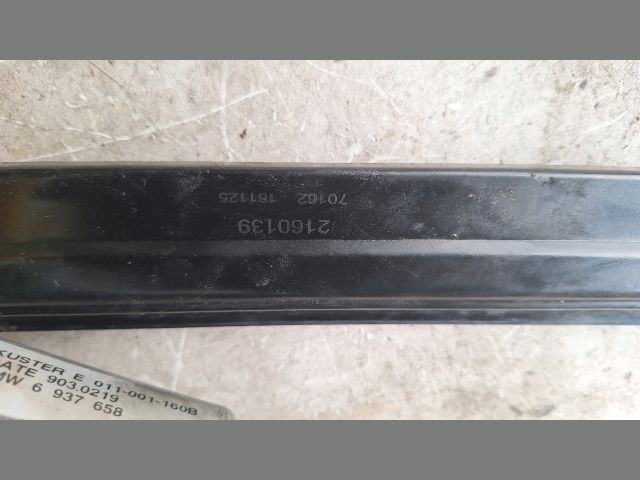 2160139
70162 181125
KUSTER E 011-001-160B
ATE 903.0219
MW 6 937 658